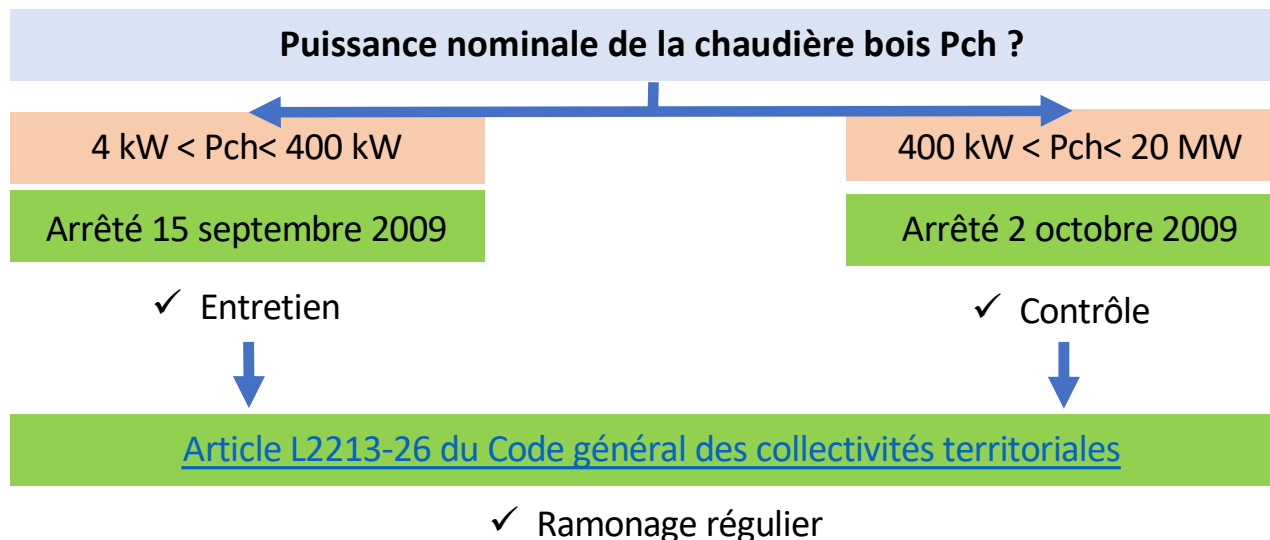 Puissance nominale de la chaudière bois Pch ?
4 kW < Pch< 400 kW
400 kW < Pch< 20 MW
Arrêté 15 septembre 2009
Arrêté 2 octobre 2009
✓ Entretien
✓ Contrôle
Article L2213-26 du Code général des collectivités territoriales
✓ Ramonage régulier